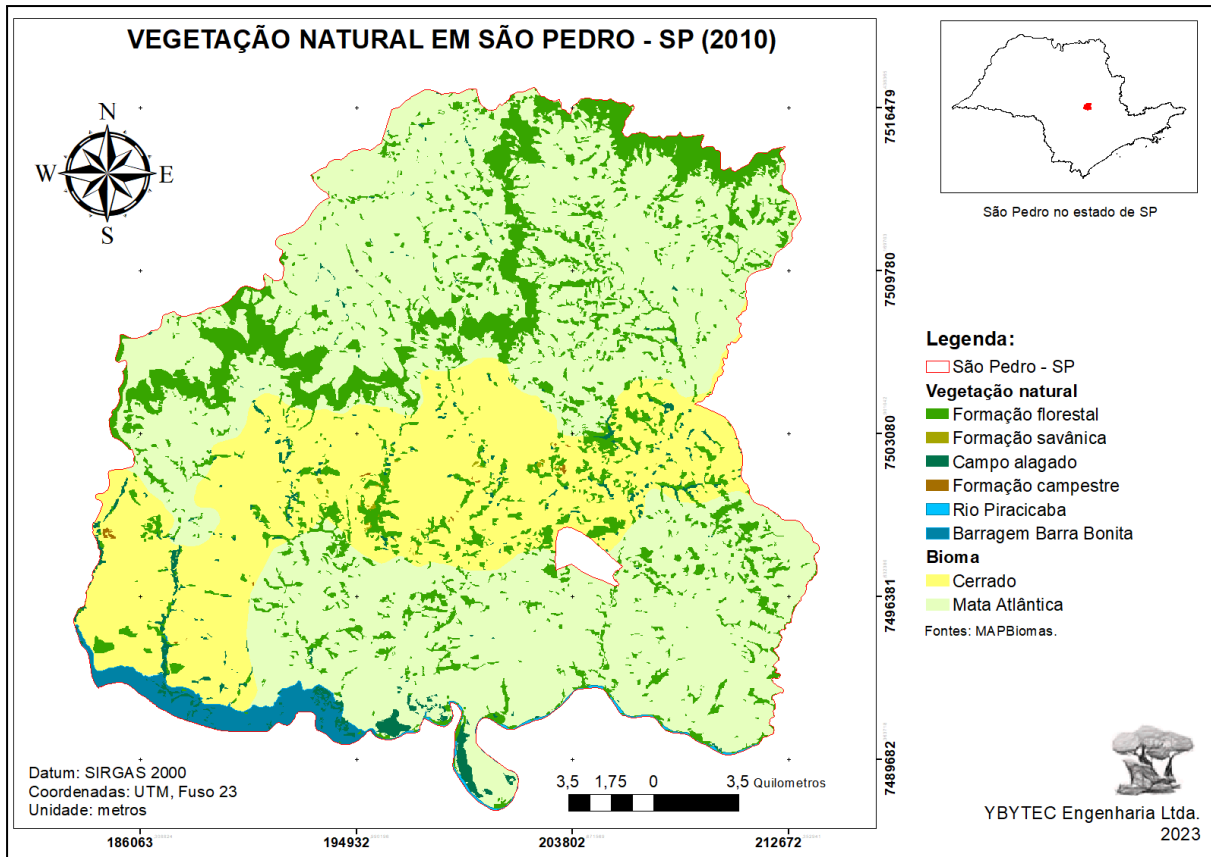 VEGETAÇÃO NATURAL EM SÃO PEDRO - SP (2010)
N
W
E
S
São Pedro no estado de SP
7516479
7509780
7503080
7496381
7489682
Legenda:
São Pedro - SP
Vegetação natural
Formação florestal
Formação savânica
Campo alagado
Formação campestre
Rio Piracicaba
Barragem Barra Bonita
Bioma
Cerrado
Mata Atlântica
Fontes: MAPBiomas.
Datum: SIRGAS 2000
Coordenadas: UTM, Fuso 23
Unidade: metros
3,5 1,75 0 3,5 Quilometros
186063 194932 203802 212672
YBYTEC Engenharia Ltda.
2023